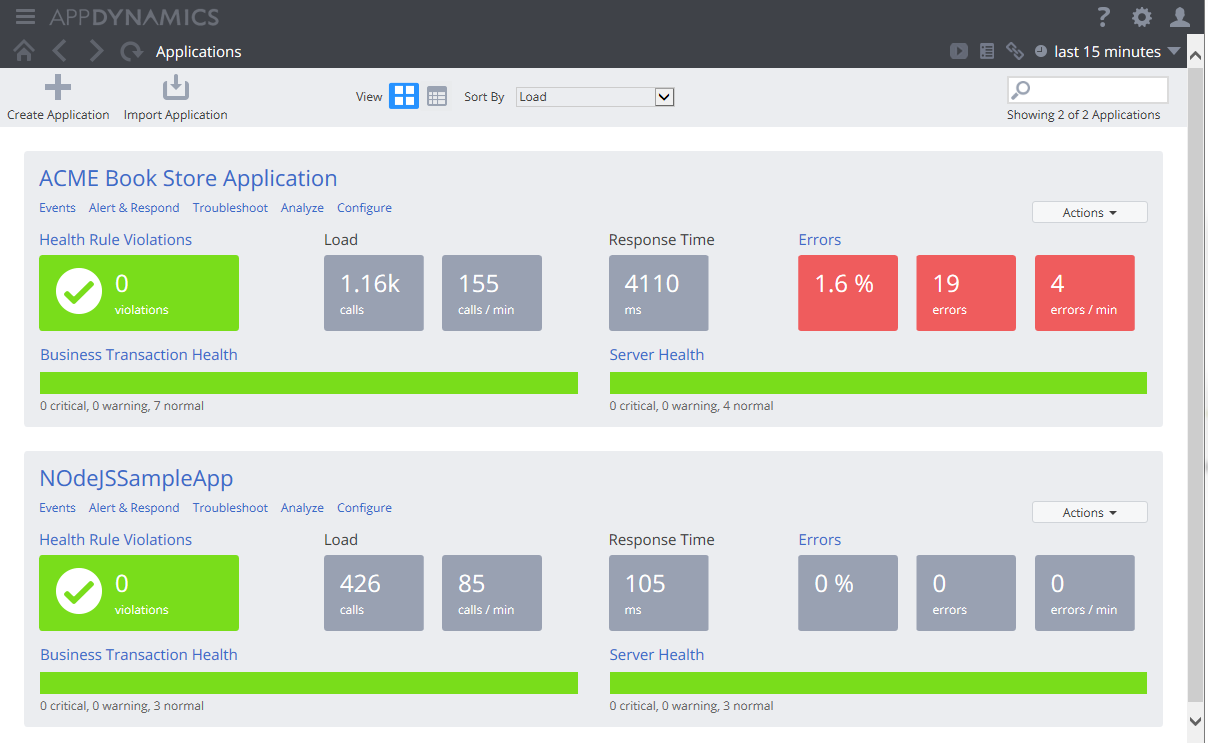 APPDYNAMICS ?
Applications last 15 minutes
Create Application Import Application View Sort By Load
Showing 2 of 2 Applications
ACME Book Store Application
Events Alert & Respond Troubleshoot Analyze Configure
Actions
Health Rule Violations Load Response Time Errors
0 1.16k 155 4110 1.6 % 19 4
violations calls calls / min ms errors errors / min
Business Transaction Health Server Health
0 critical, 0 warning, 7 normal 0 critical, 0 warning, 4 normal
NOdeJSSampleApp
Events Alert & Respond Troubleshoot Analyze Configure
Actions
Health Rule Violations Load Response Time Errors
0 426 85 105 0 % 0 0
violations calls calls / min ms errors errors / min
Business Transaction Health Server Health
0 critical, 0 warning, 3 normal 0 critical, 0 warning, 3 normal